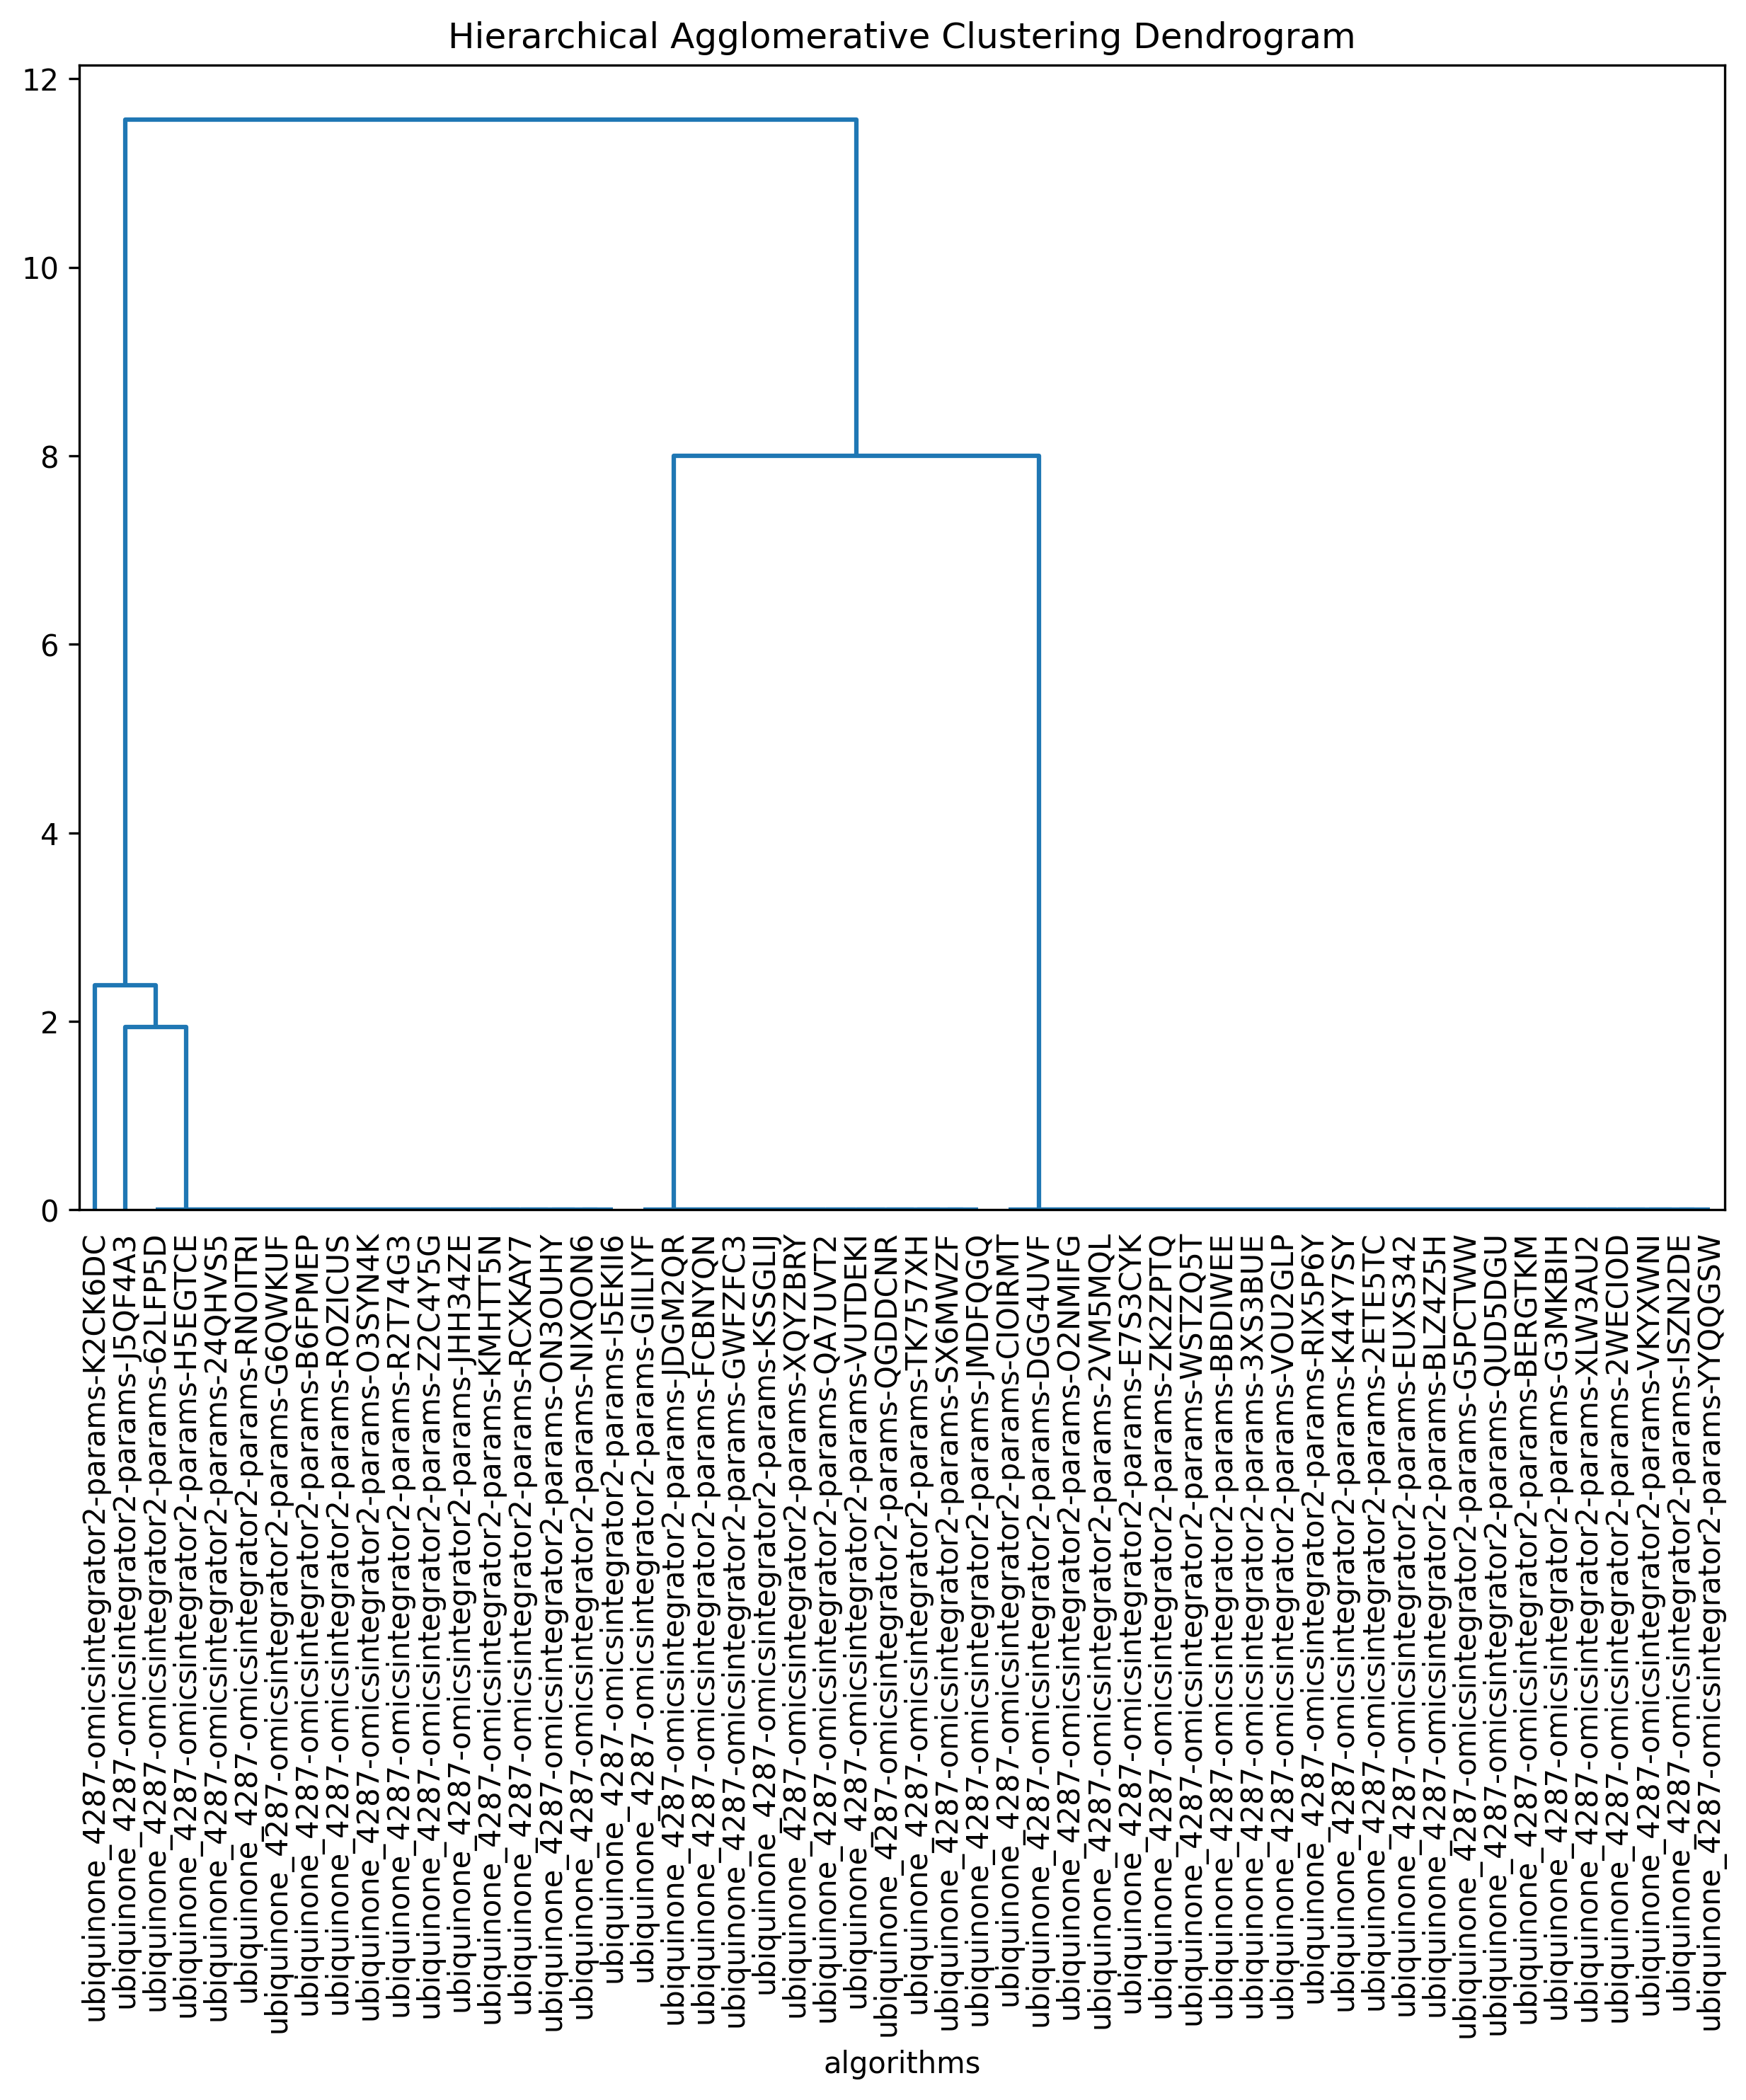 Hierarchical Agglomerative Clustering Dendrogram
12
10
8
6
4
2
0
ubiquinone_4287-omicsintegrator2-params-K2CK6DC
ubiquinone_4287-omicsintegrator2-params-J5QF4A3
ubiquinone_4287-omicsintegrator2-params-62LFP5D
ubiquinone_4287-omicsintegrator2-params-H5EGTCE
ubiquinone_4287-omicsintegrator2-params-24QHVS5
ubiquinone_4287-omicsintegrator2-params-RNOITRI
ubiquinone_4287-omicsintegrator2-params-G6QWKUF
ubiquinone_4287-omicsintegrator2-params-B6FPMEP
ubiquinone_4287-omicsintegrator2-params-ROZICUS
ubiquinone_4287-omicsintegrator2-params-O3SYN4K
ubiquinone_4287-omicsintegrator2-params-R2T74G3
ubiquinone_4287-omicsintegrator2-params-Z2C4Y5G
ubiquinone_4287-omicsintegrator2-params-JHH34ZE
ubiquinone_4287-omicsintegrator2-params-KMHTT5N
ubiquinone_4287-omicsintegrator2-params-RCXKAY7
ubiquinone_4287-omicsintegrator2-params-ON3OUHY
ubiquinone_4287-omicsintegrator2-params-NIXQON6
ubiquinone_4287-omicsintegrator2-params-I5EKII6
ubiquinone_4287-omicsintegrator2-params-GIILIYF
ubiquinone_4287-omicsintegrator2-params-JDGM2QR
ubiquinone_4287-omicsintegrator2-params-FCBNYQN
ubiquinone_4287-omicsintegrator2-params-GWFZFC3
ubiquinone_4287-omicsintegrator2-params-KSSGLIJ
ubiquinone_4287-omicsintegrator2-params-XQYZBRY
ubiquinone_4287-omicsintegrator2-params-QA7UVT2
ubiquinone_4287-omicsintegrator2-params-VUTDEKI
ubiquinone_4287-omicsintegrator2-params-QGDDCNR
ubiquinone_4287-omicsintegrator2-params-TK757XH
ubiquinone_4287-omicsintegrator2-params-SX6MWZF
ubiquinone_4287-omicsintegrator2-params-JMDFQGQ
ubiquinone_4287-omicsintegrator2-params-CIOIRMT
ubiquinone_4287-omicsintegrator2-params-DGG4UVF
ubiquinone_4287-omicsintegrator2-params-O2NMIFG
ubiquinone_4287-omicsintegrator2-params-2VM5MQL
ubiquinone_4287-omicsintegrator2-params-E7S3CYK
ubiquinone_4287-omicsintegrator2-params-ZK2ZPTQ
ubiquinone_4287-omicsintegrator2-params-WSTZQ5T
ubiquinone_4287-omicsintegrator2-params-BBDIWEE
ubiquinone_4287-omicsintegrator2-params-3XS3BUE
ubiquinone_4287-omicsintegrator2-params-VOU2GLP
ubiquinone_4287-omicsintegrator2-params-RIX5P6Y
ubiquinone_4287-omicsintegrator2-params-K44Y7SY
ubiquinone_4287-omicsintegrator2-params-2ETE5TC
ubiquinone_4287-omicsintegrator2-params-EUXS342
ubiquinone_4287-omicsintegrator2-params-BLZ4Z5H
ubiquinone_4287-omicsintegrator2-params-G5PCTWW
ubiquinone_4287-omicsintegrator2-params-QUD5DGU
ubiquinone_4287-omicsintegrator2-params-BERGTKM
ubiquinone_4287-omicsintegrator2-params-G3MKBIH
ubiquinone_4287-omicsintegrator2-params-XLW3AU2
ubiquinone_4287-omicsintegrator2-params-2WECIOD
ubiquinone_4287-omicsintegrator2-params-VKYXWNI
ubiquinone_4287-omicsintegrator2-params-ISZN2DE
ubiquinone_4287-omicsintegrator2-params-YYQQGSW
algorithms